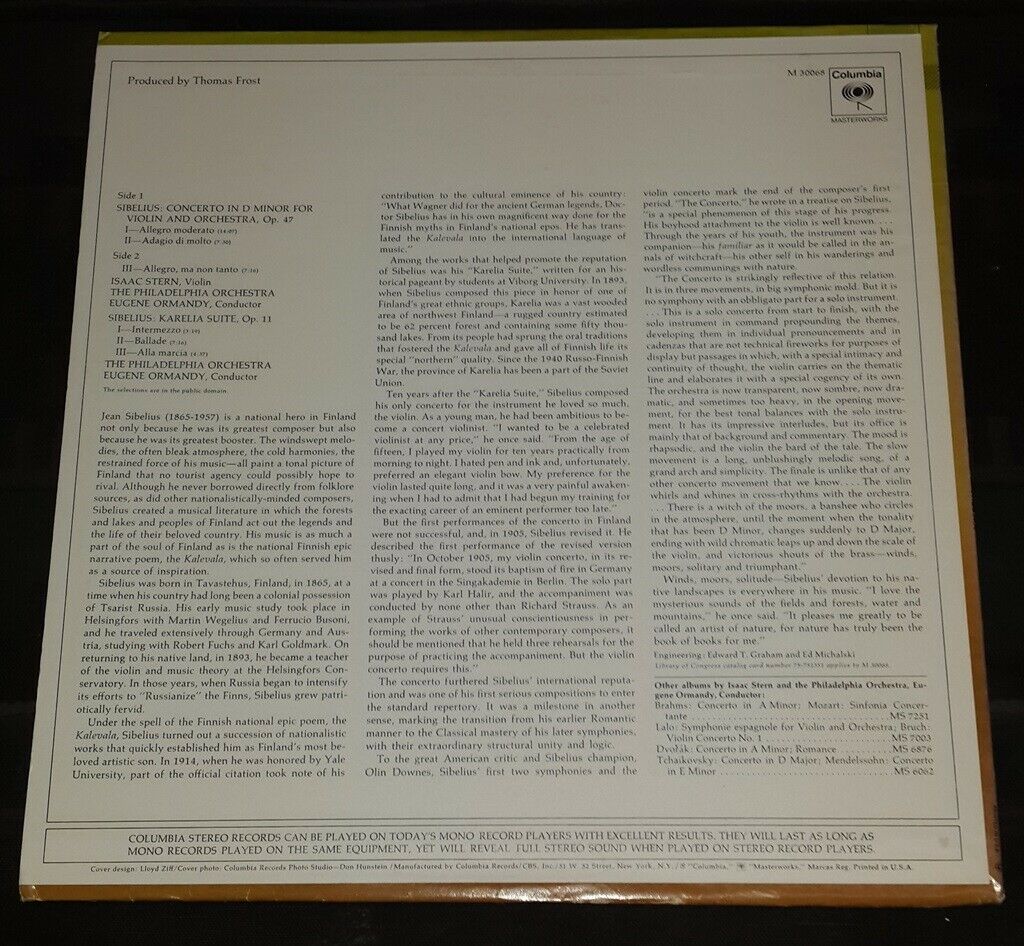 Produced by Thomas Frost
M 30068
Columbia
MASTERWORKS
Side 1
SIBELIUS: CONCERTO IN D MINOR FOR
VIOLIN AND ORCHESTRA, Op. 47
I—Allegro moderato (16:07)
II—Adagio di molto (7:50)
Side 2
III—Allegro, ma non tanto (7:16)
ISAAC STERN, Violin
THE PHILADELPHIA ORCHESTRA
EUGENE ORMANDY, Conductor
SIBELIUS: KARELIA SUITE, Op. 11
I—Intermezzo
II—Ballade (7:16)
III—Alla marcia (4:37)
THE PHILADELPHIA ORCHESTRA
EUGENE ORMANDY, Conductor
The selections are in the public domain.
Jean Sibelius (1865-1957) is a national hero in Finland
not only because he was its greatest composer but also
because he was its greatest booster. The windswept melo-
dies, the often bleak atmosphere, the cold harmonies, the
restrained force of his music—all paint a tonal picture of
Finland that no tourist agency could possibly hope to
rival. Although he never borrowed directly from folklore
sources, as did other nationalistically-minded composers,
Sibelius created a musical literature in which the forests
and lakes and peoples of Finland act out the legends and
the life of their beloved country. His music is as much a
part of the soul of Finland as is the national Finnish epic
narrative poem, the Kalevala, which so often served him
as a source of inspiration.
Sibelius was born in Tavastehus, Finland, in 1865, at a
time when his country had long been a colonial possession
of Tsarist Russia. His early music study took place in
Helsingfors with Martin Wegelius and Ferrucio Busoni,
and he traveled extensively through Germany and Aus-
tria, studying with Robert Fuchs and Karl Goldmark. On
returning to his native land, in 1893, he became a teacher
of the violin and music theory at the Helsingfors Con-
servatory. In those years, when Russia began to intensify
its efforts to "Russianize" the Finns, Sibelius grew patri-
otically fervid.
Under the spell of the Finnish national epic poem, the
Kalevala, Sibelius turned out a succession of nationalistic
works that quickly established him as Finland's most be-
loved artistic son. In 1914, when he was honored by Yale
University, part of the official citation took note of his
contribution to the cultural eminence of his country:
"What Wagner did for the ancient German legends, Doc-
tor Sibelius has in his own magnificent way done for the
Finnish myths in Finland's national epos. He has trans-
lated the Kalevala into the international language of
music."
Among the works that helped promote the reputation
of Sibelius was his "Karelia Suite," written for an his-
torical pageant by students at Viborg University. In 1893,
when Sibelius composed this piece in honor of one of
Finland's great ethnic groups, Karelia was a vast wooded
area of northwest Finland—a rugged country estimated
to be 62 percent forest and containing some fifty thou-
sand lakes. From its people had sprung the oral traditions
that fostered the Kalevala and gave all of Finnish life its
special "northern" quality. Since the 1940 Russo-Finnish
War, the province of Karelia has been a part of the Soviet
Union.
Ten years after the "Karelia Suite," Sibelius composed
his only concerto for the instrument he loved so much,
the violin. As a young man, he had been ambitious to be-
come a concert violinist. "I wanted to be a celebrated
violinist at any price," he once said. "From the age of
fifteen, I played my violin for ten years practically from
morning to night. I hated pen and ink and, unfortunately,
preferred an elegant violin bow. My preference for the
violin lasted quite long, and it was a very painful awaken-
ing when I had to admit that I had begun my training for
the exacting career of an eminent performer too late."
But the first performances of the concerto in Finland
were not successful, and, in 1905, Sibelius revised it. He
described the first performance of the revised version
thusly: "In October 1905, my violin concerto, in its re-
vised and final form, stood its baptism of fire in Germany
at a concert in the Singakademie in Berlin. The solo part
was played by Karl Halir, and the accompaniment was
conducted by none other than Richard Strauss. As an
example of Strauss' unusual conscientiousness in per-
forming the works of other contemporary composers, it
should be mentioned that he held three rehearsals for the
purpose of practicing the accompaniment. But the violin
concerto requires this."
The concerto furthered Sibelius' international reputa-
tion and was one of his first serious compositions to enter
the standard repertory. It was a milestone in another
sense, marking the transition from his earlier Romantic
manner to the Classical mastery of his later symphonies,
with their extraordinary structural unity and logic.
To the great American critic and Sibelius champion,
Olin Downes, Sibelius' first two symphonies and the
violin concerto mark the end of the composer's first
period. "The Concerto," he wrote in a treatise on Sibelius,
"is a special phenomenon of this stage of his progress.
His boyhood attachment to the violin is well known. . . .
Through the years of his youth, the instrument was his
companion—his familiar as it would be called in the an-
nals of witchcraft—his other self in his wanderings and
wordless communings with nature.
"The Concerto is strikingly reflective of this relation.
It is in three movements, in big symphonic mold. But it is
no symphony with an obbligato part for a solo instrument.
. . . This is a solo concerto from start to finish, with the
solo instrument in command propounding the themes,
developing them in individual pronouncements and in
cadenzas that are not technical fireworks for purposes of
display but passages in which, with a special intimacy and
continuity of thought, the violin carries on the thematic
line and elaborates it with a special cogency of its own.
The orchestra is now transparent, now sombre, now dra-
matic, and sometimes too heavy, in the opening move-
ment, for the best tonal balances with the solo instru-
ment. It has its impressive interludes, but its office is
mainly that of background and commentary. The mood is
rhapsodic, and the violin the bard of the tale. The slow
movement is a long, unblushingly melodic song, of a
grand arch and simplicity. The finale is unlike that of any
other concerto movement that we know. . . . The violin
whirls and whines in cross-rhythms with the orchestra.
. . . There is a witch of the moors, a banshee who circles
in the atmosphere, until the moment when the tonality
that has been D Minor, changes suddenly to D Major,
ending with wild chromatic leaps up and down the scale of
the violin, and victorious shouts of the brass—winds,
moors, solitary and triumphant."
Winds, moors, solitude—Sibelius' devotion to his na-
tive landscapes is everywhere in his music. "I love the
mysterious sounds of the fields and forests, water and
mountains," he once said. "It pleases me greatly to be
called an artist of nature, for nature has truly been the
book of books for me."
Engineering: Edward T. Graham and Ed Michalski
Library of Congress catalog card number 75-751351 applies to M 30068.
Other albums by Isaac Stern and the Philadelphia Orchestra, Eu-
gene Ormandy, Conductor:
Brahms: Concerto in A Minor; Mozart: Sinfonia Concer-
tante . . . . . . . . . . MS 7251
Lalo: Symphonie espagnole for Violin and Orchestra; Bruch:
Violin Concerto No. 1 . . . . . . . . . . MS 7003
Dvořák: Concerto in A Minor; Romance . . . . . . . . . . MS 6876
Tchaikovsky: Concerto in D Major; Mendelssohn: Concerto
in E Minor . . . . . . . . . . MS 6062
COLUMBIA STEREO RECORDS CAN BE PLAYED ON TODAY'S MONO RECORD PLAYERS WITH EXCELLENT RESULTS. THEY WILL LAST AS LONG AS
MONO RECORDS PLAYED ON THE SAME EQUIPMENT, YET WILL REVEAL FULL STEREO SOUND WHEN PLAYED ON STEREO RECORD PLAYERS.
Cover design: Lloyd Ziff/Cover photo: Columbia Records Photo Studio—Don Hunstein/Manufactured by Columbia Records/CBS, Inc./51 W. 52 Street, New York, N.Y./® "Columbia," "Masterworks," Marcas Reg. Printed in U.S.A.